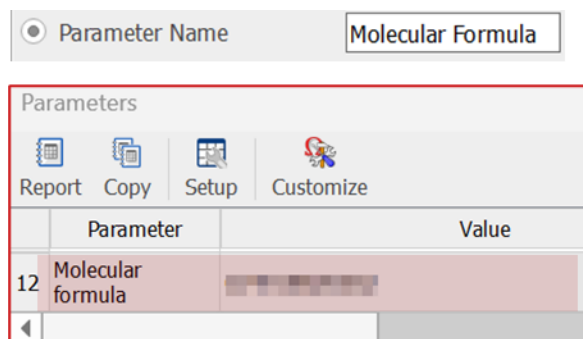 Parameter Name Molecular Formula
Parameters
Report Copy Setup Customize
Parameter Value
12 Molecular
formula